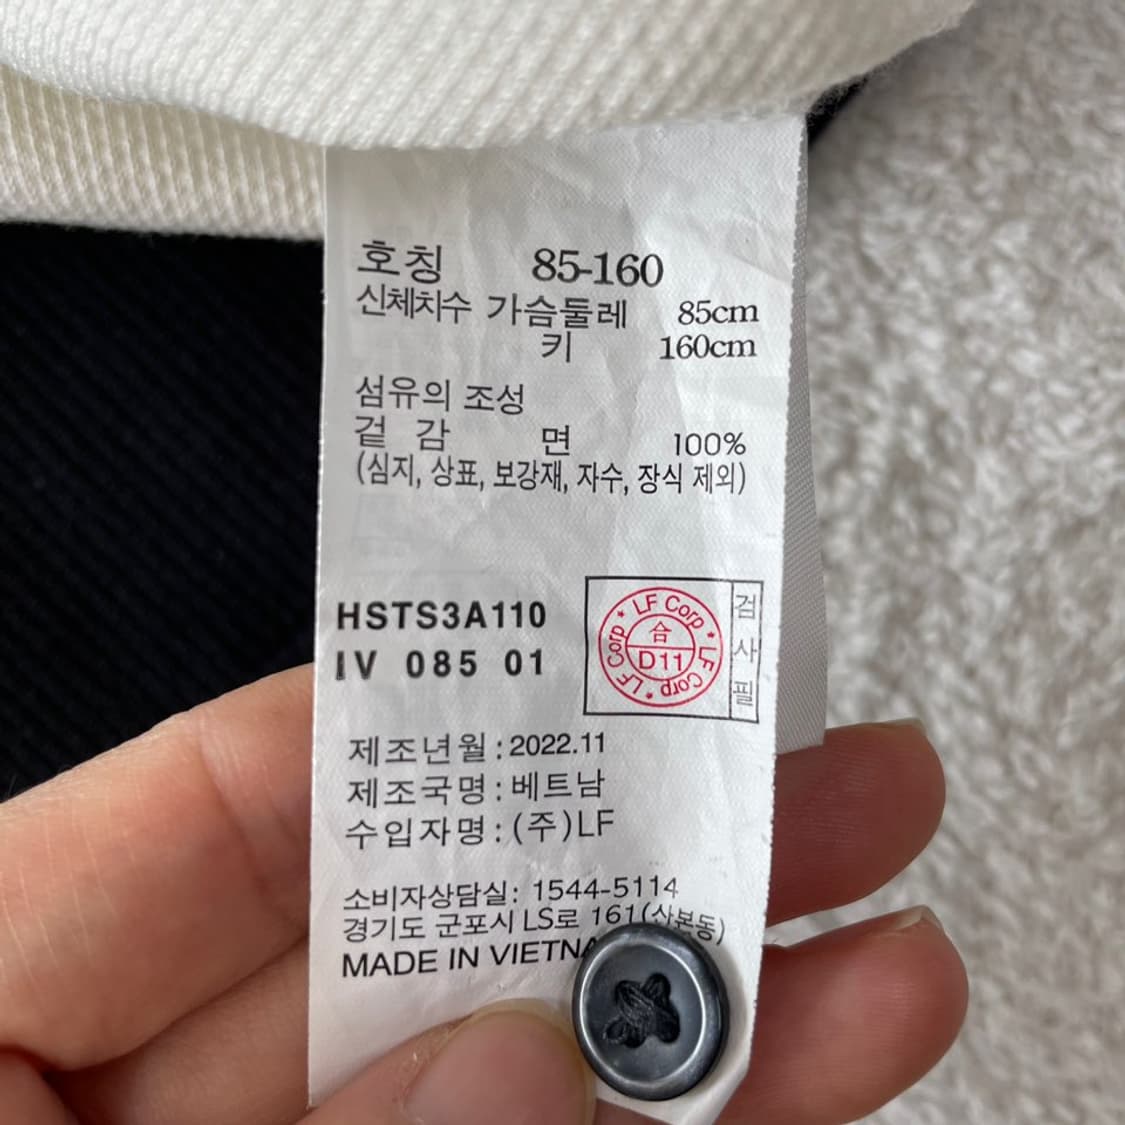 호칭 85-160
신체치수 가슴둘레 85cm
키 160cm
섬유의 조성
겉 감 면 100%
(심지, 상표, 보강재, 자수, 장식 제외)
HSTS3A110
IV 085 01
LF Corp * LF Corp * LF Corp *
合
D11
검사필
제조년월:2022.11
제조국명:베트남
수입자명:(주)LF
소비자상담실: 1544-5114
경기도 군포시 LS로 161(산본동)
MADE IN VIETNA